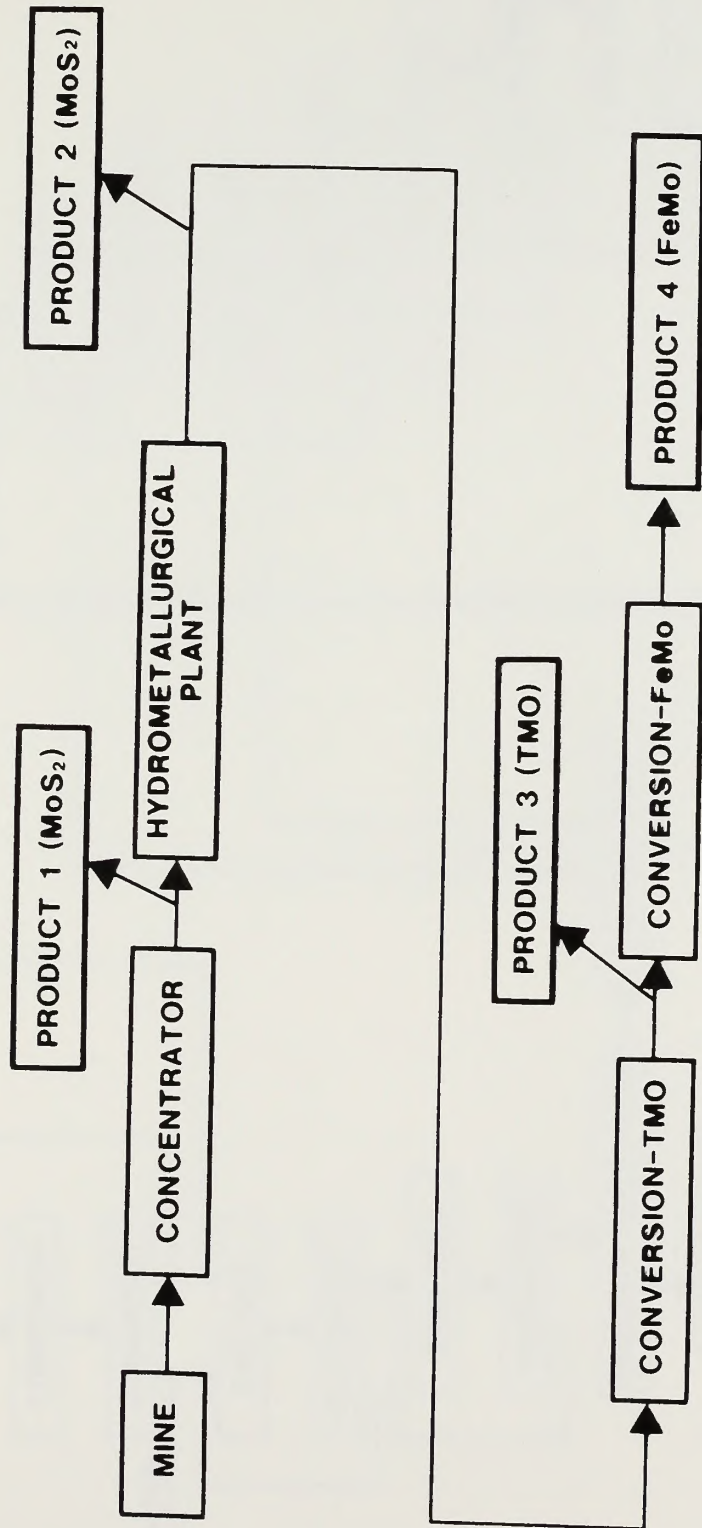 MINE
CONCENTRATOR
PRODUCT 1 (MoS₂)
HYDROMETALLURGICAL
PLANT
PRODUCT 2 (MoS₂)
CONVERSION-TMO
PRODUCT 3 (TMO)
CONVERSION-FeMo
PRODUCT 4 (FeMo)